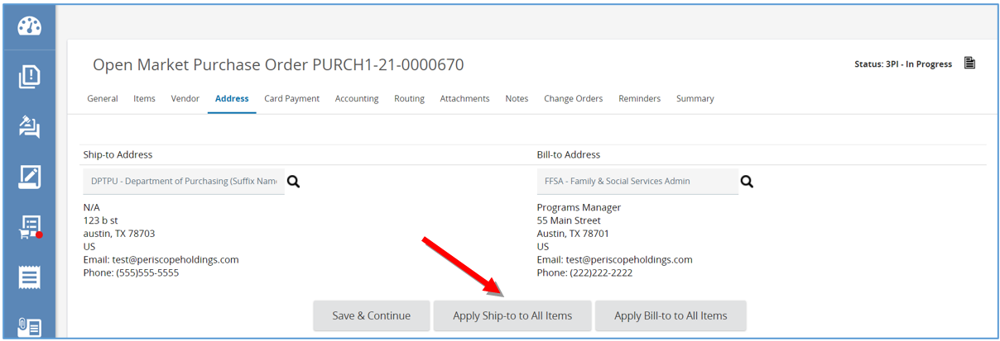 Open Market Purchase Order PURCH1-21-0000670
Status: 3PI - In Progress
General Items Vendor Address Card Payment Accounting Routing Attachments Notes Change Orders Reminders Summary
Ship-to Address
Bill-to Address
DPTPU - Department of Purchasing (Suffix Nam
FFSA - Family & Social Services Admin
N/A
123 b st
austin, TX 78703
US
Email: test@periscopeholdings.com
Phone: (555)555-5555
Programs Manager
55 Main Street
Austin, TX 78701
US
Email: test@periscopeholdings.com
Phone: (222)222-2222
Save & Continue
Apply Ship-to to All Items
Apply Bill-to to All Items